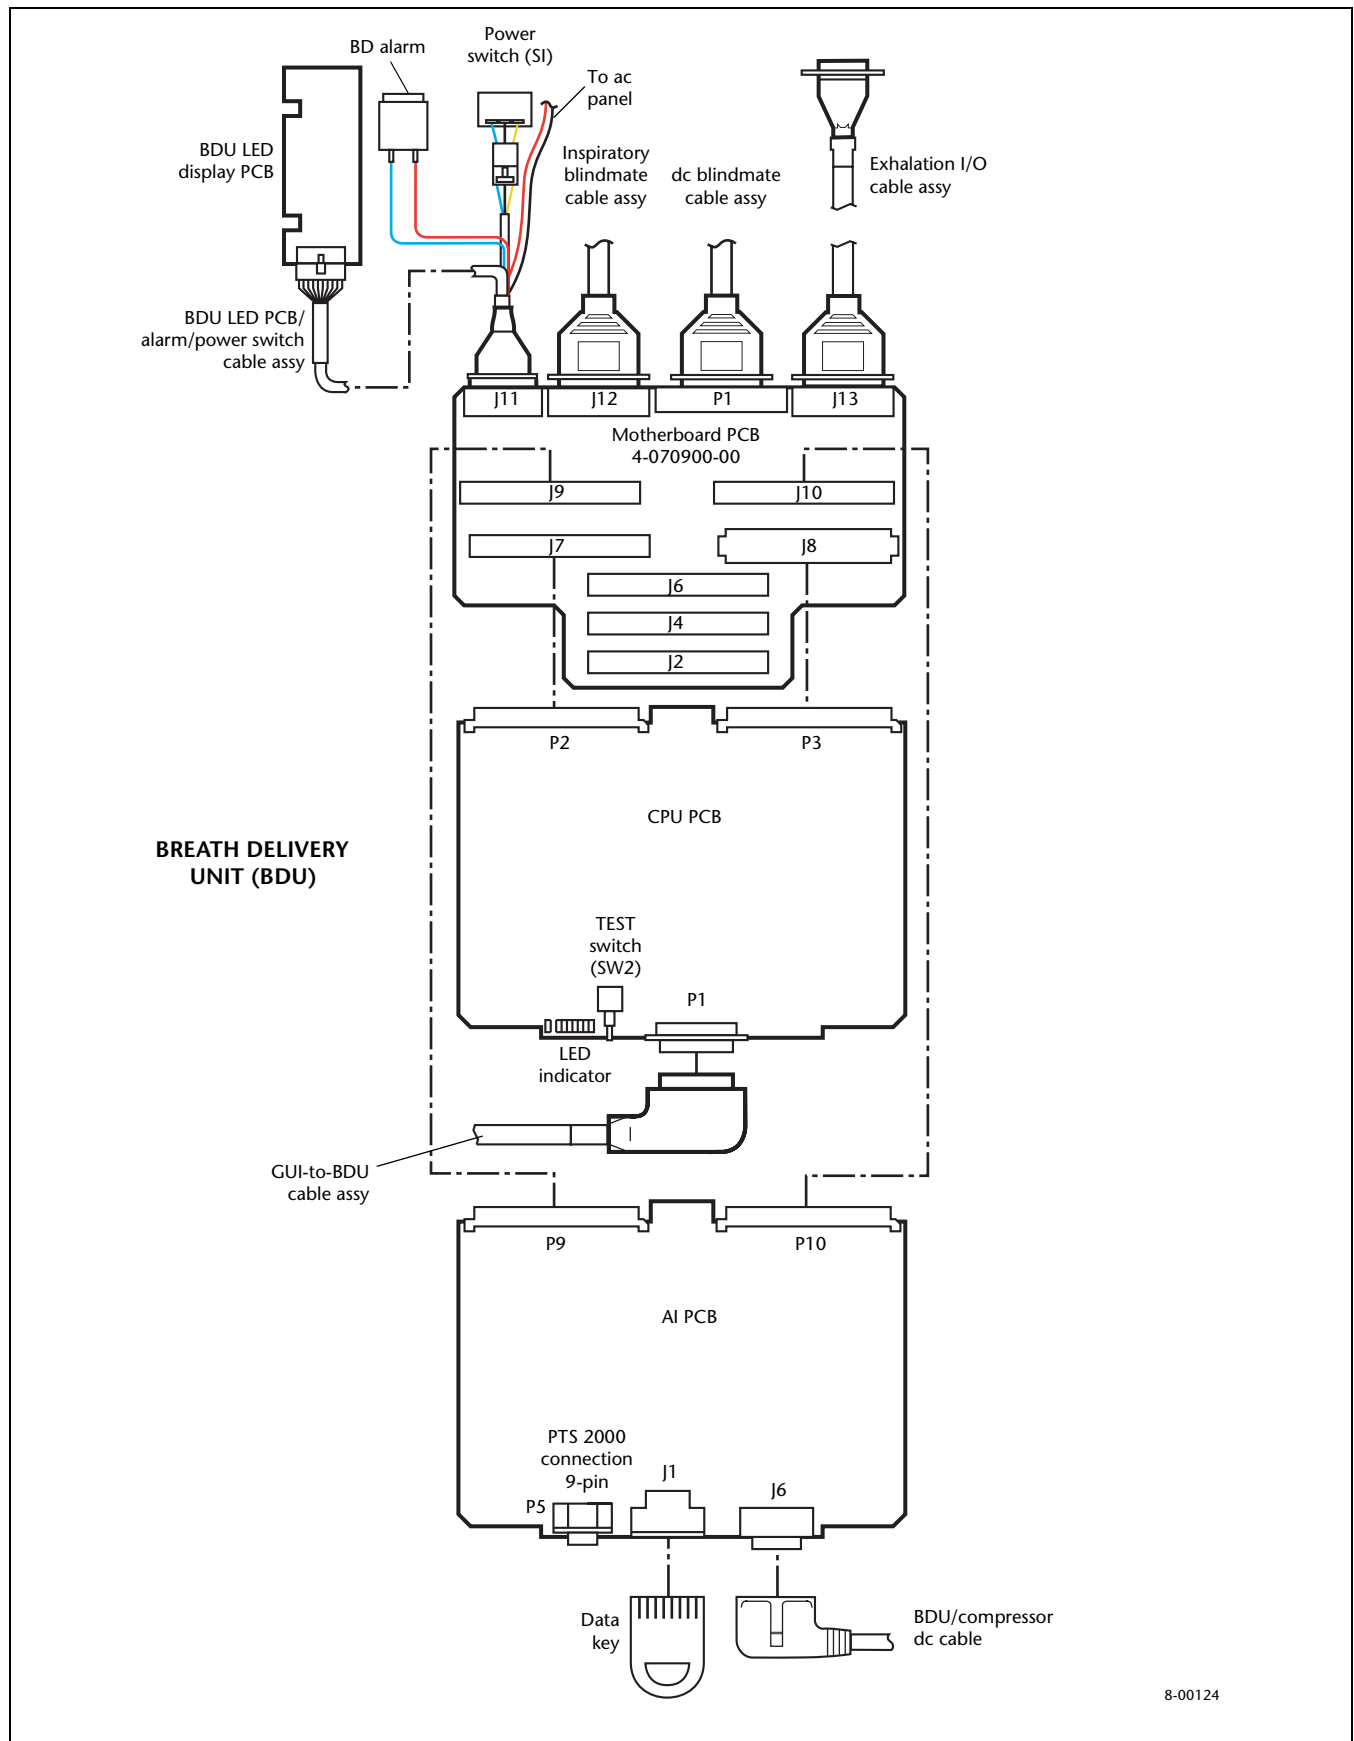 BD alarm
Power
switch (SI)
To ac
panel
BDU LED
display PCB
Inspiratory
blindmate
cable assy
dc blindmate
cable assy
Exhalation I/O
cable assy
BDU LED PCB/
alarm/power switch
cable assy
J11
J12
P1
J13
Motherboard PCB
4-070900-00
J9
J10
J7
J8
J6
J4
J2
P2
P3
CPU PCB
BREATH DELIVERY
UNIT (BDU)
TEST
switch
(SW2)
P1
LED
indicator
GUI-to-BDU
cable assy
P9
P10
AI PCB
PTS 2000
connection
9-pin
P5
J1
J6
Data
key
BDU/compressor
dc cable
8-00124